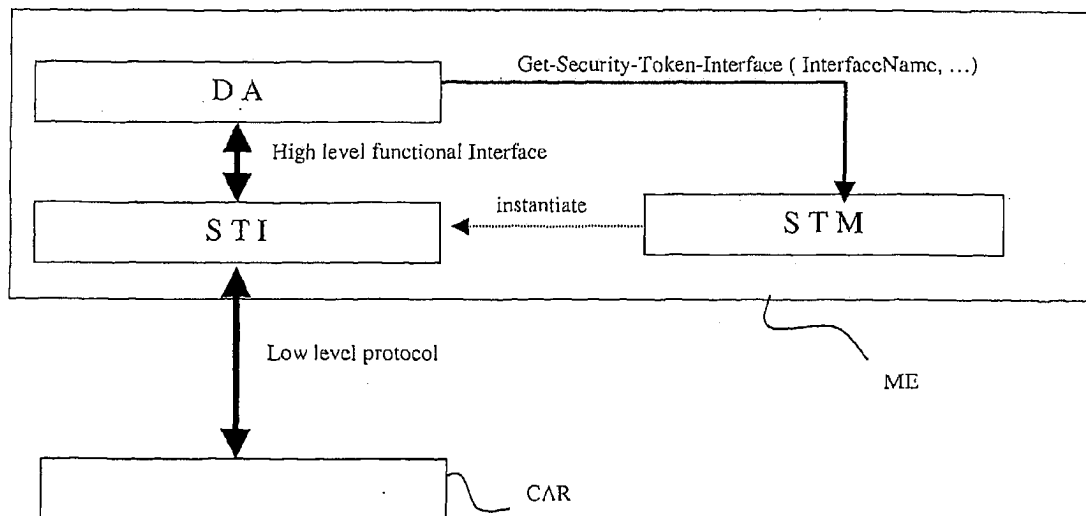 Get-Security-Token-Interface ( InterfaceName, ...)
D A
High level functional Interface
instantiate
S T I
S T M
Low level protocol
ME
CAR